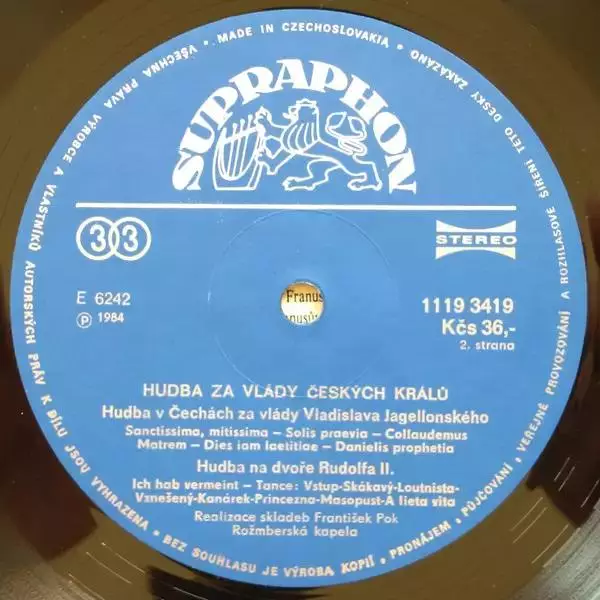 • MADE IN CZECHOSLOVAKIA •
VŠECHNA PRÁVA VÝROBCE A VLASTNÍKŮ AUTORSKÝCH PRÁV K DÍLU JSOU VYHRAZENA • BEZ SOUHLASU JE VÝROBA KOPIÍ, PRONÁJEM, PŮJČOVÁNÍ, VEŘEJNÉ PROVOZOVÁNÍ A ROZHLASOVÉ ŠÍŘENÍ TÉTO DESKY ZAKÁZÁNO
SUPRAPHON
33
STEREO
E 6242
Ⓟ 1984
Franus
anusů
1119 3419
Kčs 36,-
2. strana
HUDBA ZA VLÁDY ČESKÝCH KRÁLŮ
Hudba v Čechách za vlády Vladislava Jagellonského
Sanctissima, mitissima – Solis praevia – Collaudemus
Matrem – Dies iam laetitiae – Danielis prophetia
Hudba na dvoře Rudolfa II.
Ich hab vermeint – Tance: Vstup-Skákavý-Loutnista-
Vznešený-Kanárek-Princezna-Masopust-A lieta vita
Realizace skladeb František Pok
Rožmberská kapela